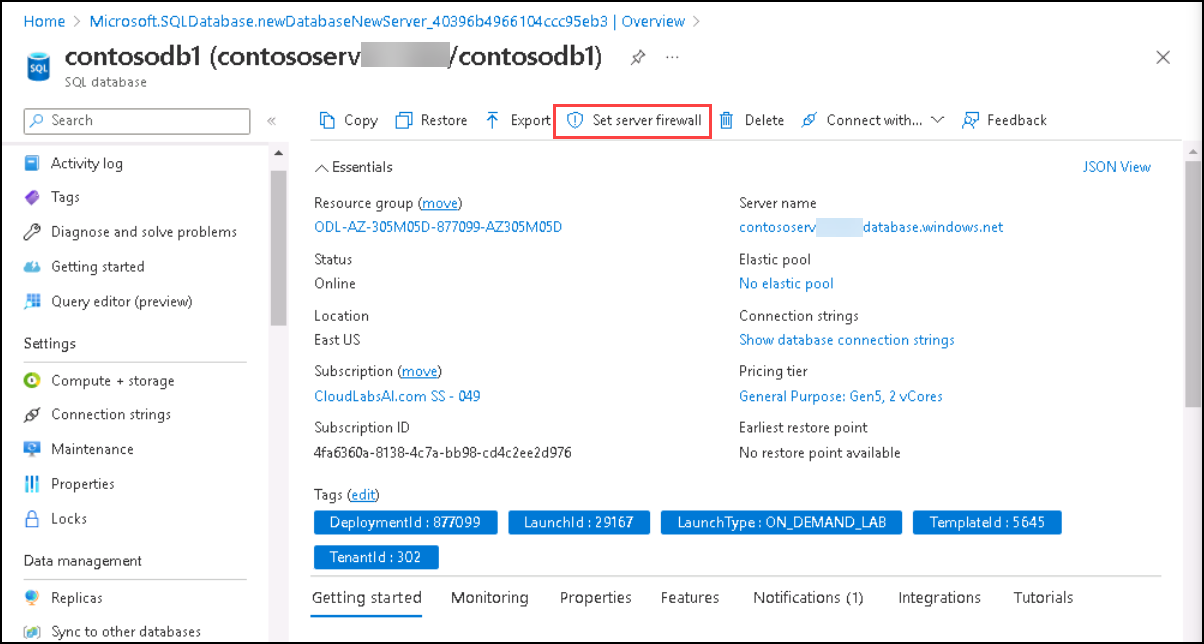 Home > Microsoft.SQLDatabase.newDatabaseNewServer_40396b4966104ccc95eb3 | Overview >
contosodb1 (contososerv /contosodb1)
SQL
SQL database
Search
«
Copy
Restore
Export
Set server firewall
Delete
Connect with...
Feedback
Activity log
Tags
Diagnose and solve problems
Getting started
Query editor (preview)
Settings
Compute + storage
Connection strings
Maintenance
Properties
Locks
Data management
Replicas
Sync to other databases
Essentials
JSON View
Resource group (move)
ODL-AZ-305M05D-877099-AZ305M05D
Status
Online
Location
East US
Subscription (move)
CloudLabsAI.com SS - 049
Subscription ID
4fa6360a-8138-4c7a-bb98-cd4c2ee2d976
Server name
contososerv database.windows.net
Elastic pool
No elastic pool
Connection strings
Show database connection strings
Pricing tier
General Purpose: Gen5, 2 vCores
Earliest restore point
No restore point available
Tags (edit)
DeploymentId : 877099
LaunchId : 29167
LaunchType : ON_DEMAND_LAB
TemplateId : 5645
TenantId : 302
Getting started
Monitoring
Properties
Features
Notifications (1)
Integrations
Tutorials